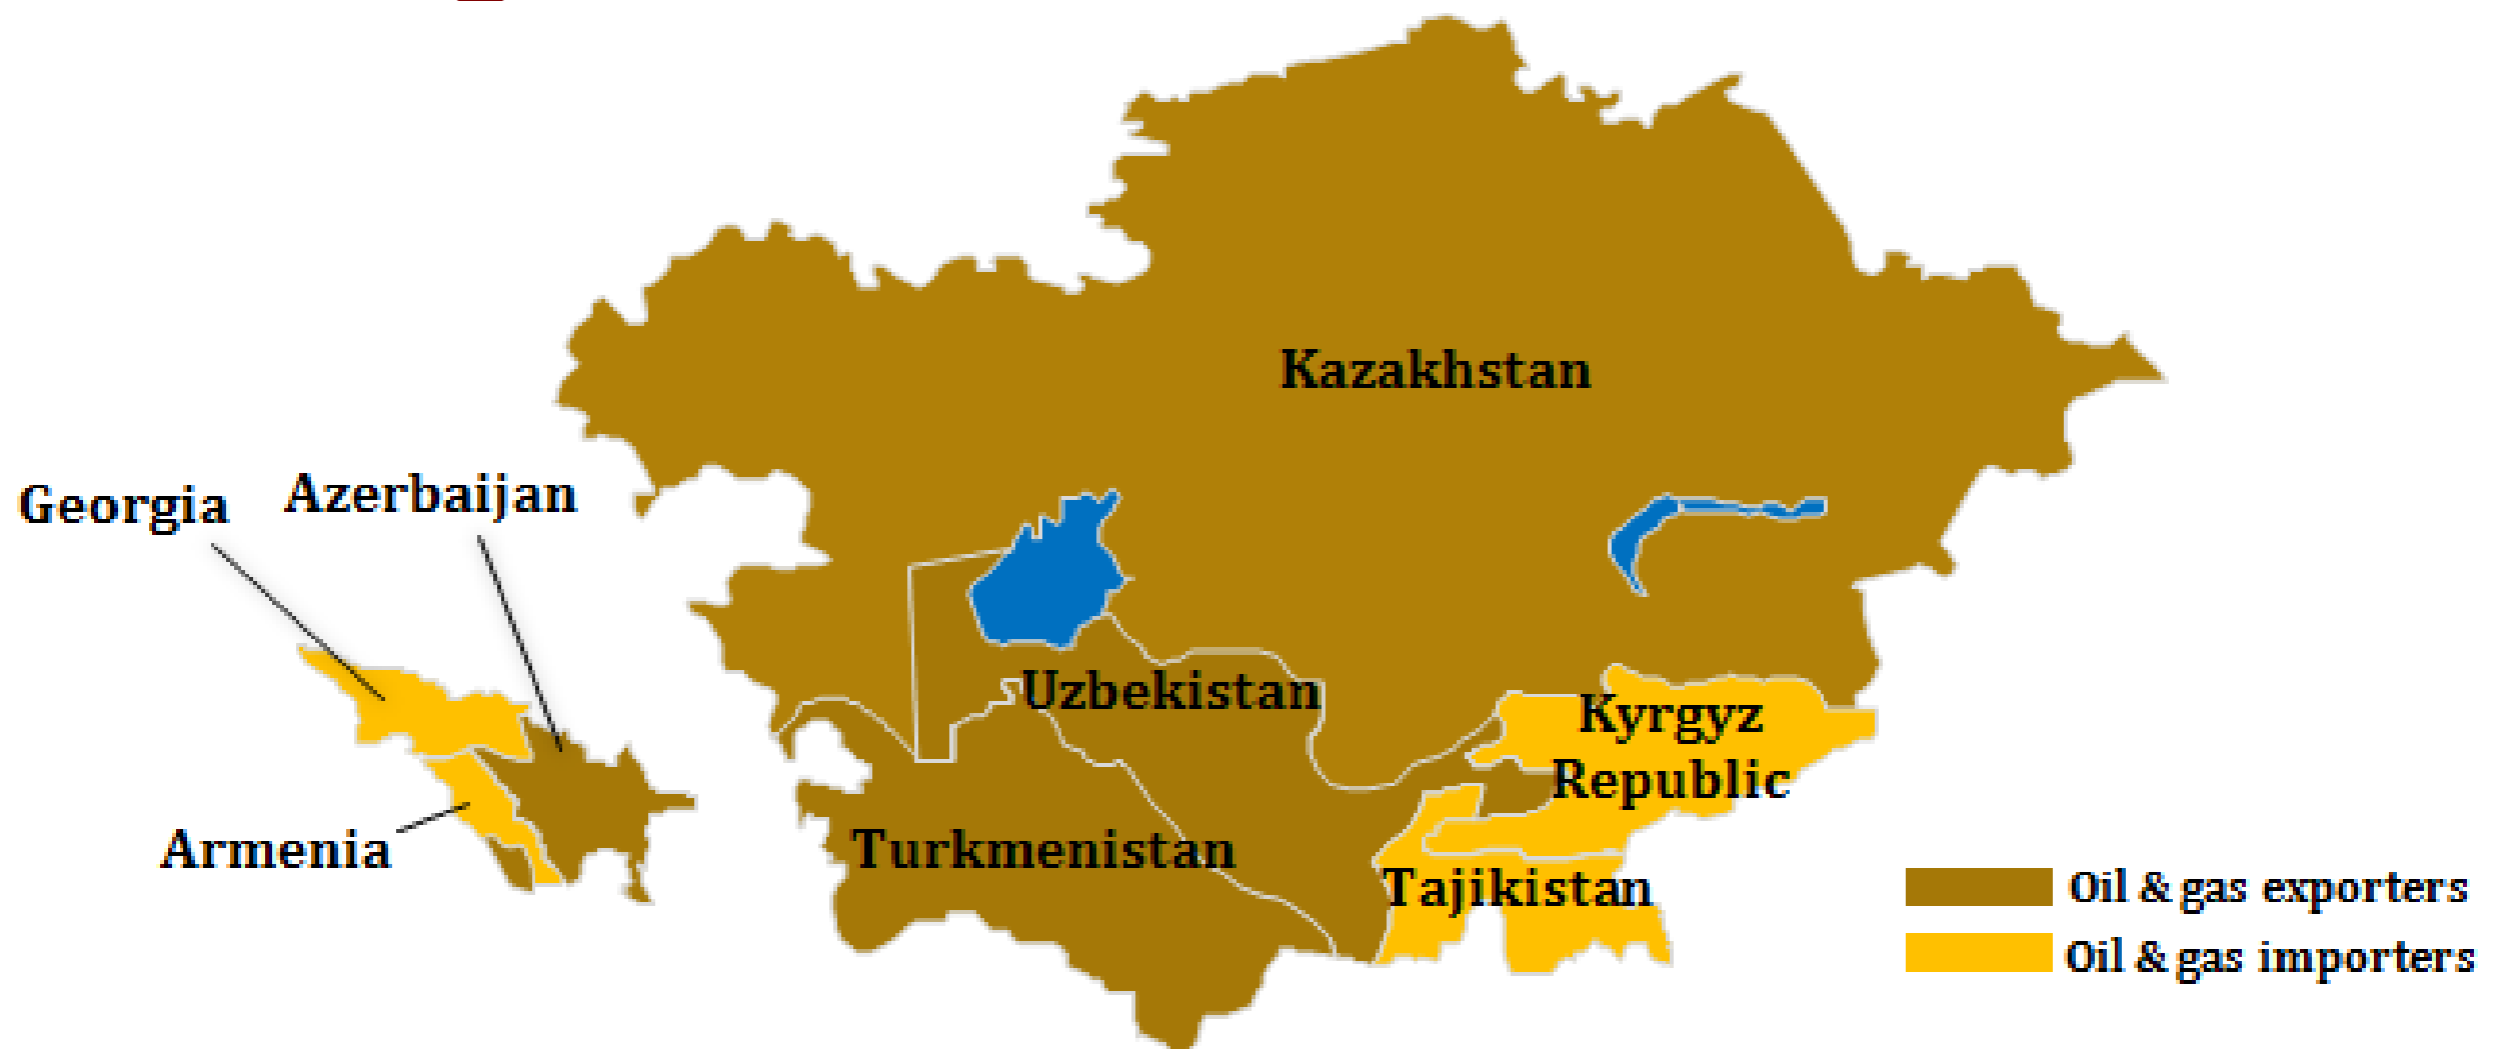 Kazakhstan
Georgia
Azerbaijan
Uzbekistan
Kyrgyz
Republic
Armenia
Turkmenistan
Tajikistan
Oil & gas exporters
Oil & gas importers